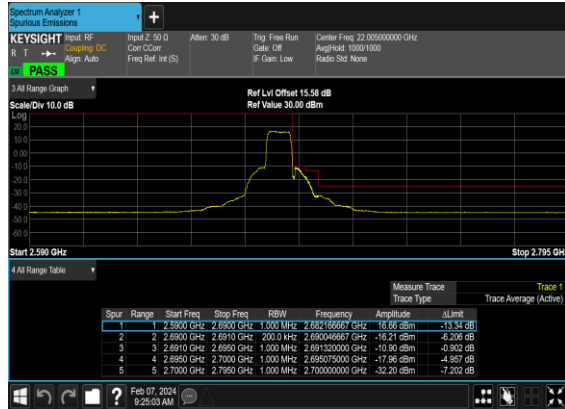 Spectrum Analyzer 1
Spurious Emissions
+
KEYSIGHT Input: RF Input Z: 50 Ω Atten: 30 dB Trig: Free Run Center Freq: 22.005000000 GHz
R T Coupling: DC Corr CCorr Gate: Off Avg|Hold: 1000/1000
Align: Auto Freq Ref: Int (S) IF Gain: Low Radio Std: None
PASS
3 All Range Graph
Ref Lvl Offset 15.58 dB
Scale/Div 10.0 dB Ref Value 30.00 dBm
Log
20.0
10.0
0.00
-10.0
-20.0
-30.0
-40.0
-50.0
-60.0
Start 2.590 GHz Stop 2.795 GHz
4 All Range Table
Measure Trace Trace 1
Trace Type Trace Average (Active)
Spur Range Start Freq Stop Freq RBW Frequency Amplitude ΔLimit
1 1 2.5900 GHz 2.6900 GHz 1.000 MHz 2.682166667 GHz 16.66 dBm -13.34 dB
2 2 2.6900 GHz 2.6910 GHz 200.0 kHz 2.690046667 GHz -16.21 dBm -6.206 dB
3 3 2.6910 GHz 2.6950 GHz 1.000 MHz 2.691320000 GHz -10.90 dBm -0.902 dB
4 4 2.6950 GHz 2.7000 GHz 1.000 MHz 2.695075000 GHz -17.96 dBm -4.957 dB
5 5 2.7000 GHz 2.7950 GHz 1.000 MHz 2.700000000 GHz -32.20 dBm -7.202 dB
? Feb 07, 2024
9:25:03 AM